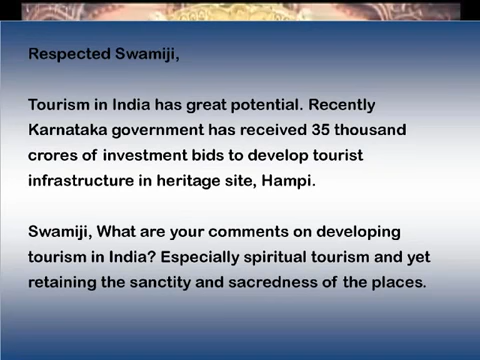 Respected Swamiji,
Tourism in India has great potential. Recently
Karnataka government has received 35 thousand
crores of investment bids to develop tourist
infrastructure in heritage site, Hampi.
Swamiji, What are your comments on developing
tourism in India? Especially spiritual tourism and yet
retaining the sanctity and sacredness of the places.